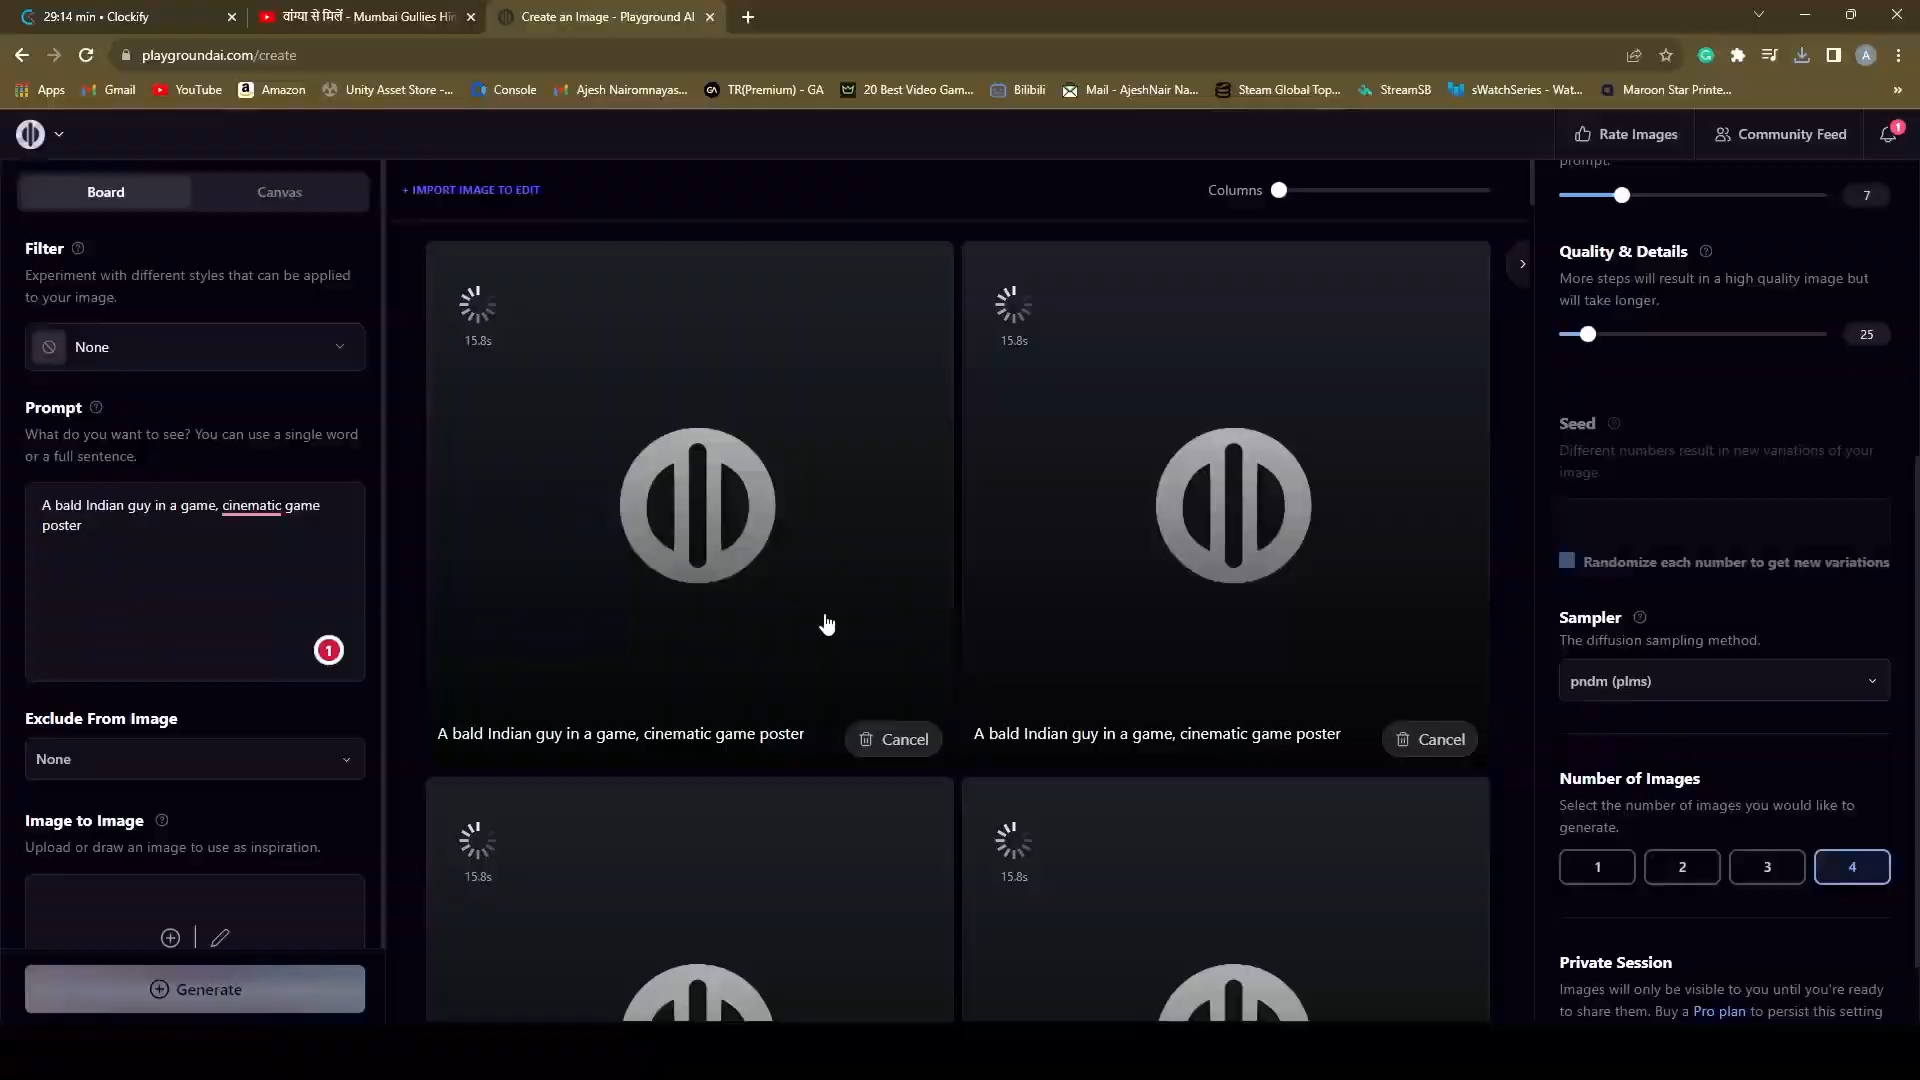 29:14 min • Clockify
वांग्या से मिलें - Mumbai Gullies Hin
Create an Image - Playground AI
playgroundai.com/create
A
Apps
Gmail
YouTube
Amazon
Unity Asset Store -...
Console
Ajesh Nairomnayas...
TR(Premium) - GA
20 Best Video Gam...
Bilibili
Mail - AjeshNair Na...
Steam Global Top...
StreamSB
sWatchSeries - Wat...
Maroon Star Printe...
»
Rate Images
Community Feed
1
Board
Canvas
Filter
Experiment with different styles that can be applied
to your image.
None
Prompt
What do you want to see? You can use a single word
or a full sentence.
A bald Indian guy in a game, cinematic game
poster
1
Exclude From Image
None
Image to Image
Upload or draw an image to use as inspiration.
Generate
+ IMPORT IMAGE TO EDIT
Columns
15.8s
15.8s
A bald Indian guy in a game, cinematic game poster
Cancel
A bald Indian guy in a game, cinematic game poster
Cancel
15.8s
15.8s
prompt.
7
Quality & Details
More steps will result in a high quality image but
will take longer.
25
Seed
Different numbers result in new variations of your
image.
Randomize each number to get new variations
Sampler
The diffusion sampling method.
pndm (plms)
Number of Images
Select the number of images you would like to
generate.
1
2
3
4
Private Session
Images will only be visible to you until you're ready
to share them. Buy a Pro plan to persist this setting